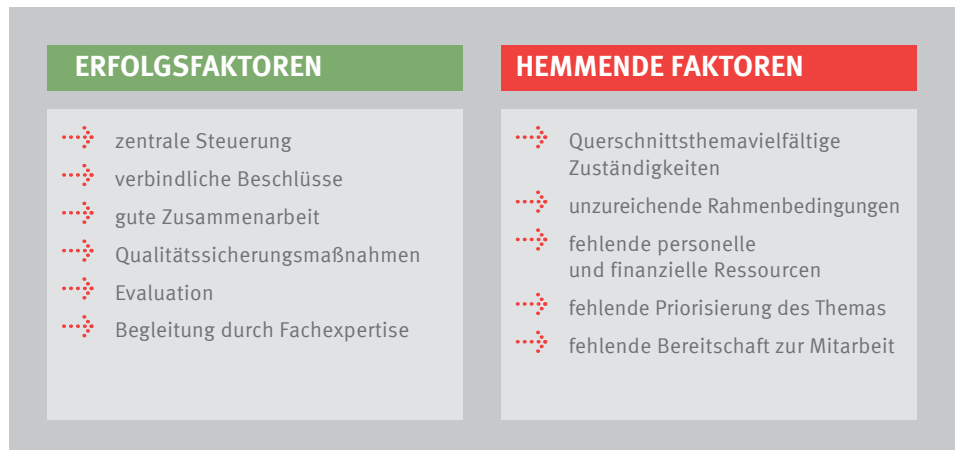 ERFOLGSFAKTOREN
zentrale Steuerung
verbindliche Beschlüsse
gute Zusammenarbeit
Qualitätssicherungsmaßnahmen
Evaluation
Begleitung durch Fachexpertise
HEMMENDE FAKTOREN
Querschnittsthemavielfältige
Zuständigkeiten
unzureichende Rahmenbedingungen
fehlende personelle
und finanzielle Ressourcen
fehlende Priorisierung des Themas
fehlende Bereitschaft zur Mitarbeit